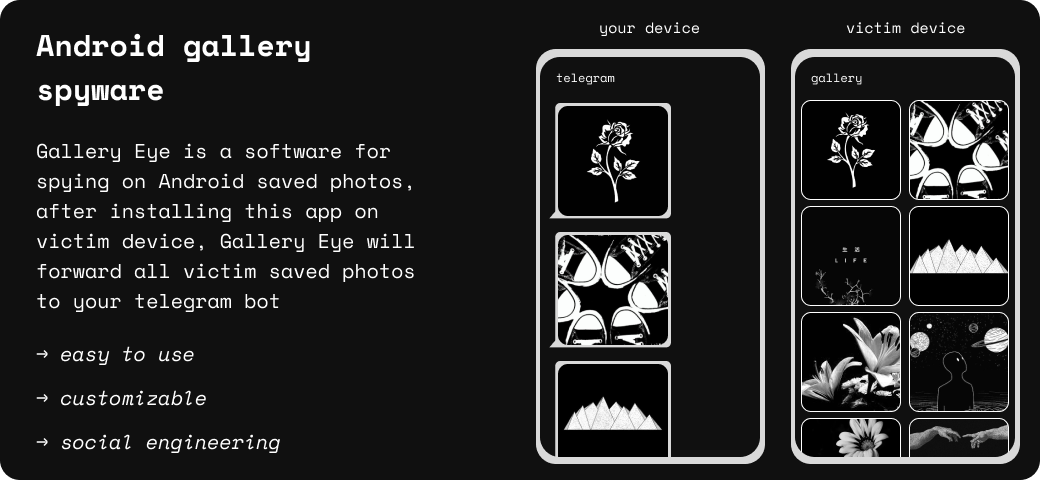 Android gallery
spyware
Gallery Eye is a software for
spying on Android saved photos,
after installing this app on
victim device, Gallery Eye will
forward all victim saved photos
to your telegram bot
→ easy to use
→ customizable
→ social engineering
your device
telegram
victim device
gallery
生活
LIFE